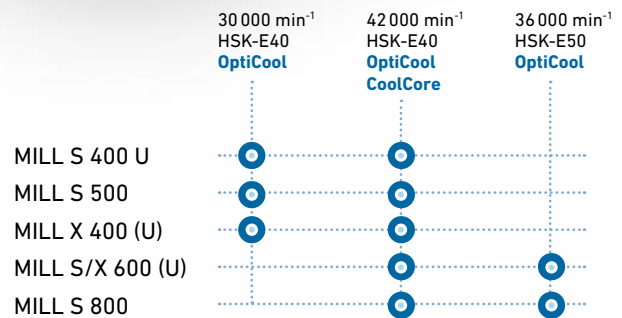 30 000 min-1
HSK-E40
OptiCool
42 000 min-1
HSK-E40
OptiCool
CoolCore
36 000 min-1
HSK-E50
OptiCool
MILL S 400 U
MILL S 500
MILL X 400 (U)
MILL S/X 600 (U)
MILL S 800